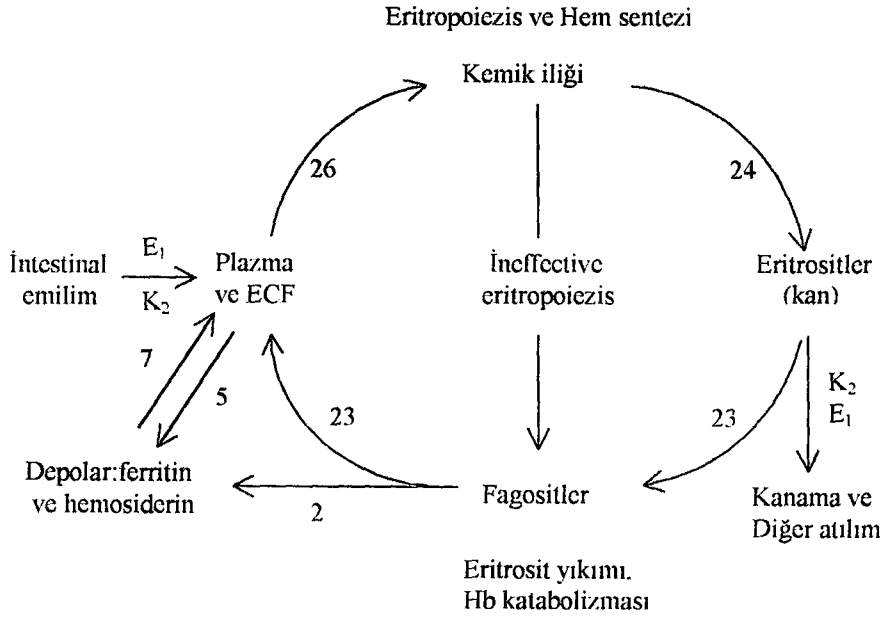 Eritropoiezis ve Hem sentezi
Kemik iliği
26
24
İntestinal
emilim
E₁
K₂
Plazma
ve ECF
İneffective
eritropoiezis
Eritrositler
(kan)
7
5
23
23
K₂
E₁
Depolar:ferritin
ve hemosiderin
2
Fagositler
Kanama ve
Diğer atılım
Eritrosit yıkımı.
Hb katabolizması